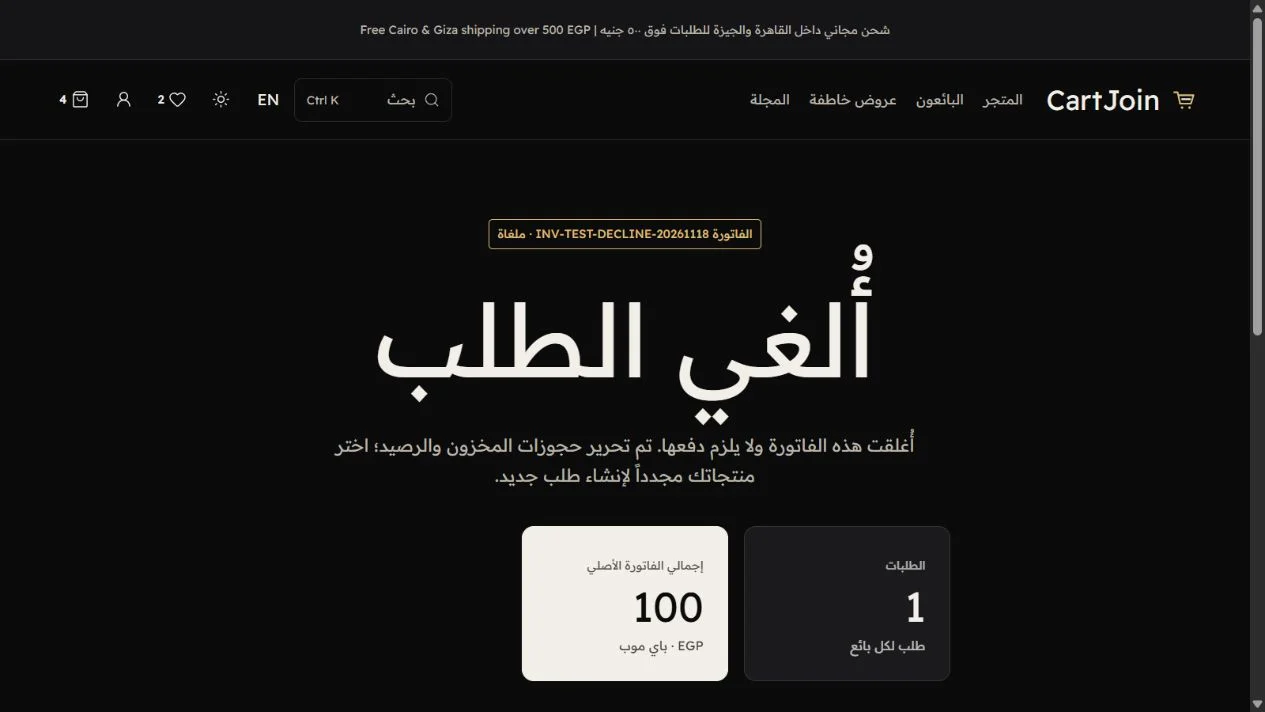 شحن مجاني داخل القاهرة والجيزة للطلبات فوق ٥٠٠ جنيه | Free Cairo & Giza shipping over 500 EGP
CartJoin
المتجر
البائعون
عروض خاطفة
المجلة
بحث
Ctrl K
EN
2
4
الفاتورة INV-TEST-DECLINE-20261118 · ملغاة
أُلغي الطلب
أُغلقت هذه الفاتورة ولا يلزم دفعها. تم تحرير حجوزات المخزون والرصيد؛ اختر
منتجاتك مجدداً لإنشاء طلب جديد.
الطلبات
1
طلب لكل بائع
إجمالي الفاتورة الأصلي
100
EGP · باي موب